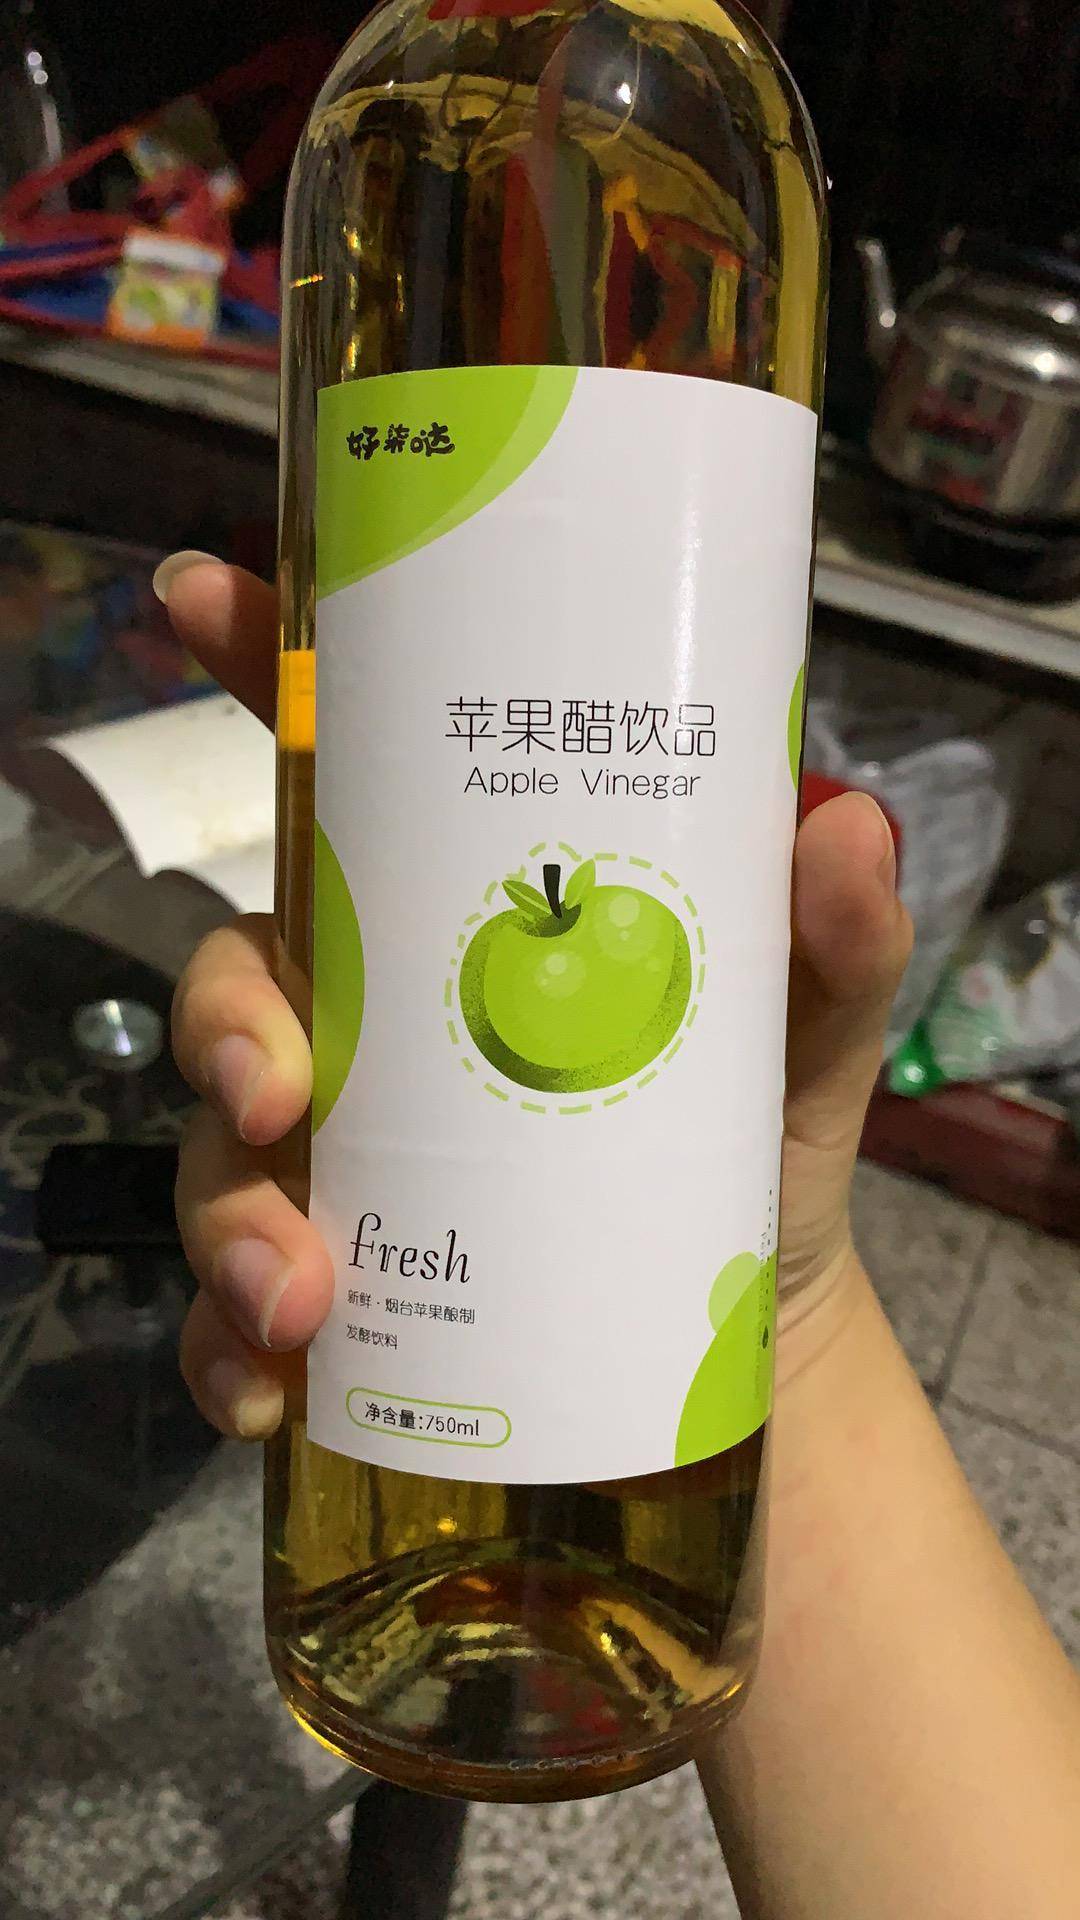 好柒哒
苹果醋饮品
Apple Vinegar
fresh
新鲜·烟台苹果酿制
发酵饮料
净含量:750ml